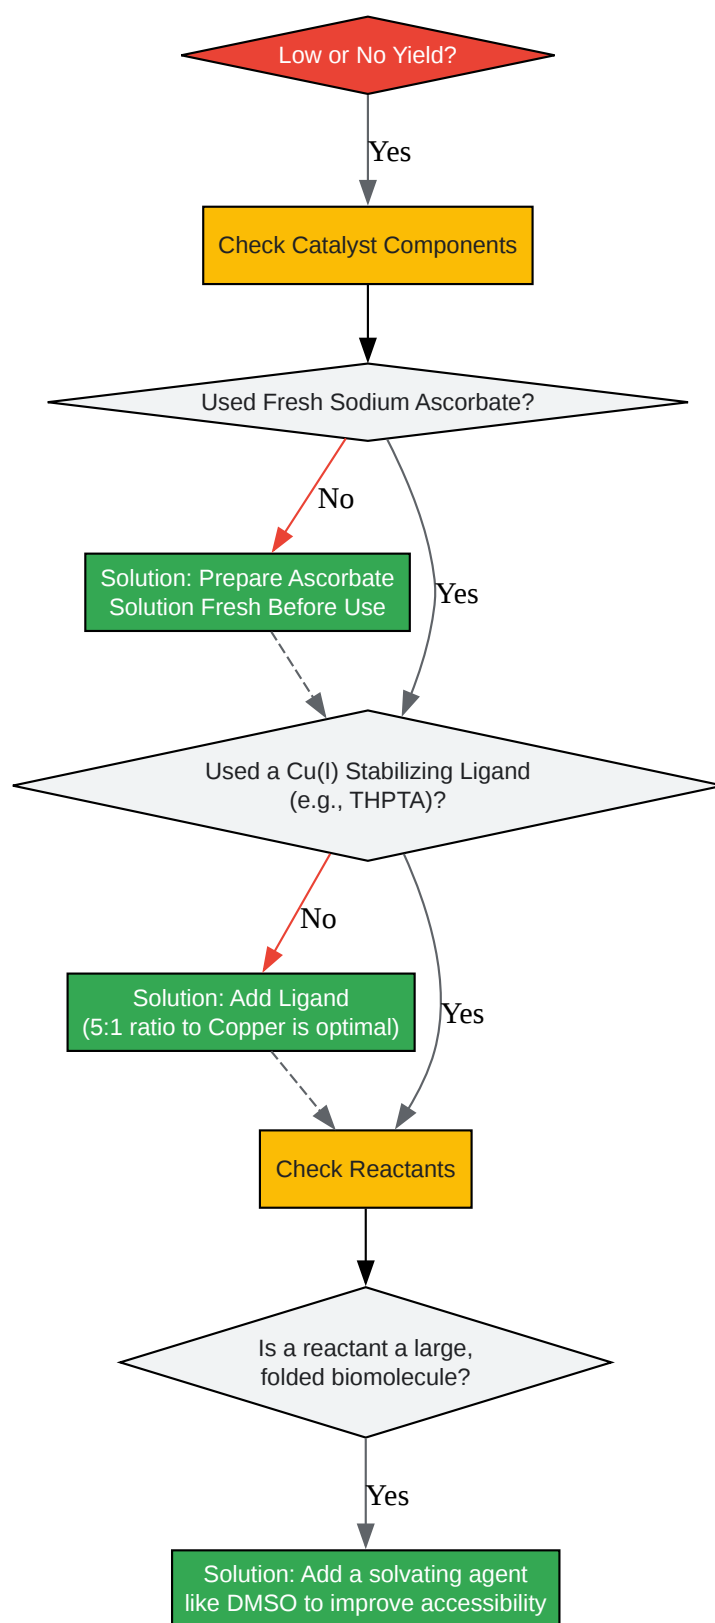 Low or No Yield?
Yes
Check Catalyst Components
Used Fresh Sodium Ascorbate?
No
Solution: Prepare Ascorbate
Solution Fresh Before Use
Yes
Used a Cu(I) Stabilizing Ligand
(e.g., THPTA)?
No
Solution: Add Ligand
(5:1 ratio to Copper is optimal)
Yes
Check Reactants
Is a reactant a large,
folded biomolecule?
Yes
Solution: Add a solvating agent
like DMSO to improve accessibility